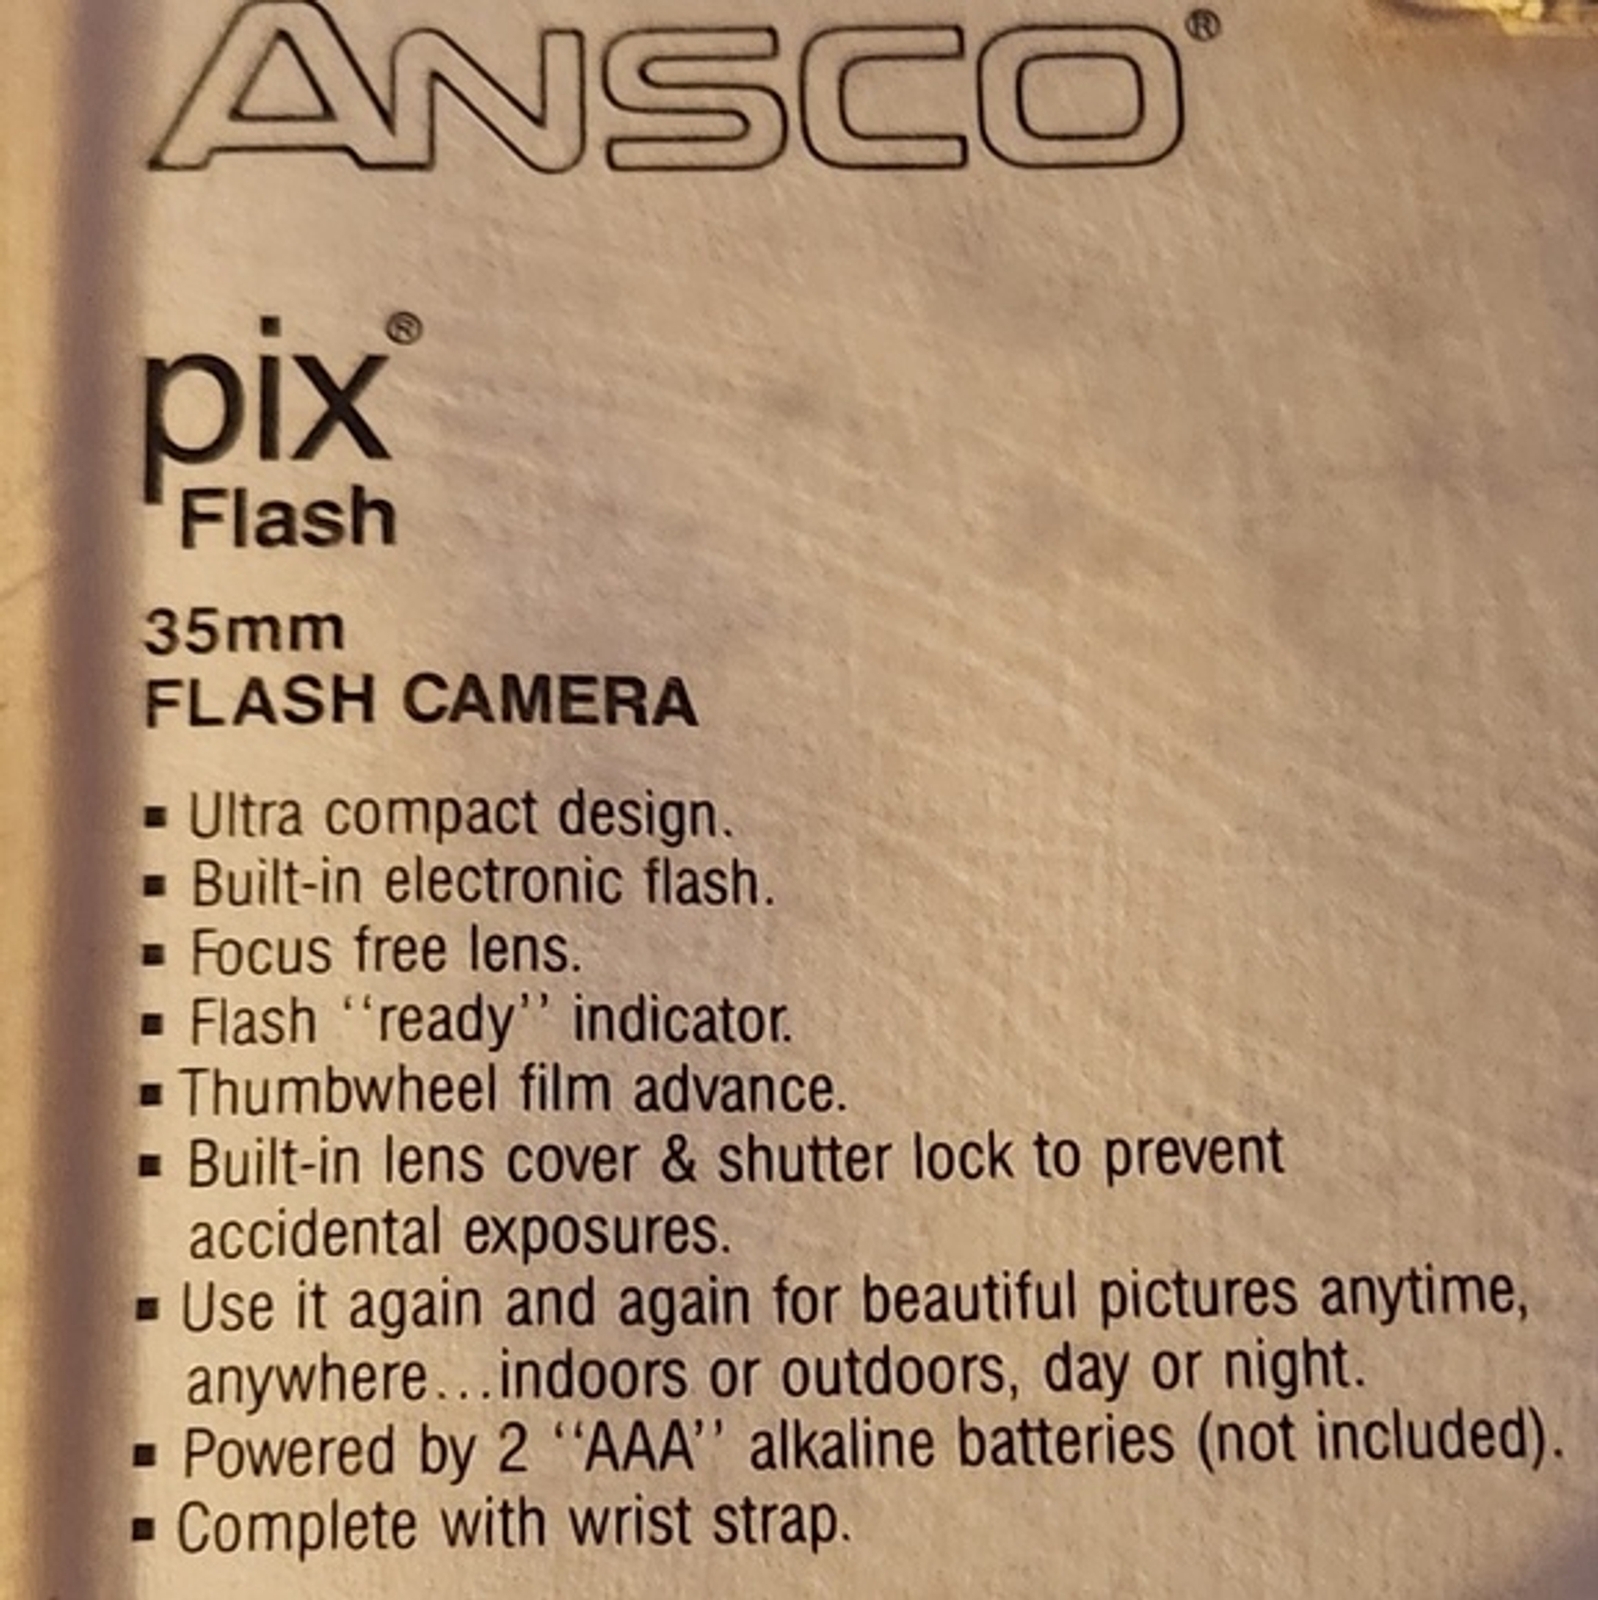 ANSCO®
pix®
Flash
35mm
FLASH CAMERA
▪ Ultra compact design.
▪ Built-in electronic flash.
▪ Focus free lens.
▪ Flash ‘‘ready’’ indicator.
▪ Thumbwheel film advance.
▪ Built-in lens cover & shutter lock to prevent
accidental exposures.
▪ Use it again and again for beautiful pictures anytime,
anywhere...indoors or outdoors, day or night.
▪ Powered by 2 ‘‘AAA’’ alkaline batteries (not included).
▪ Complete with wrist strap.